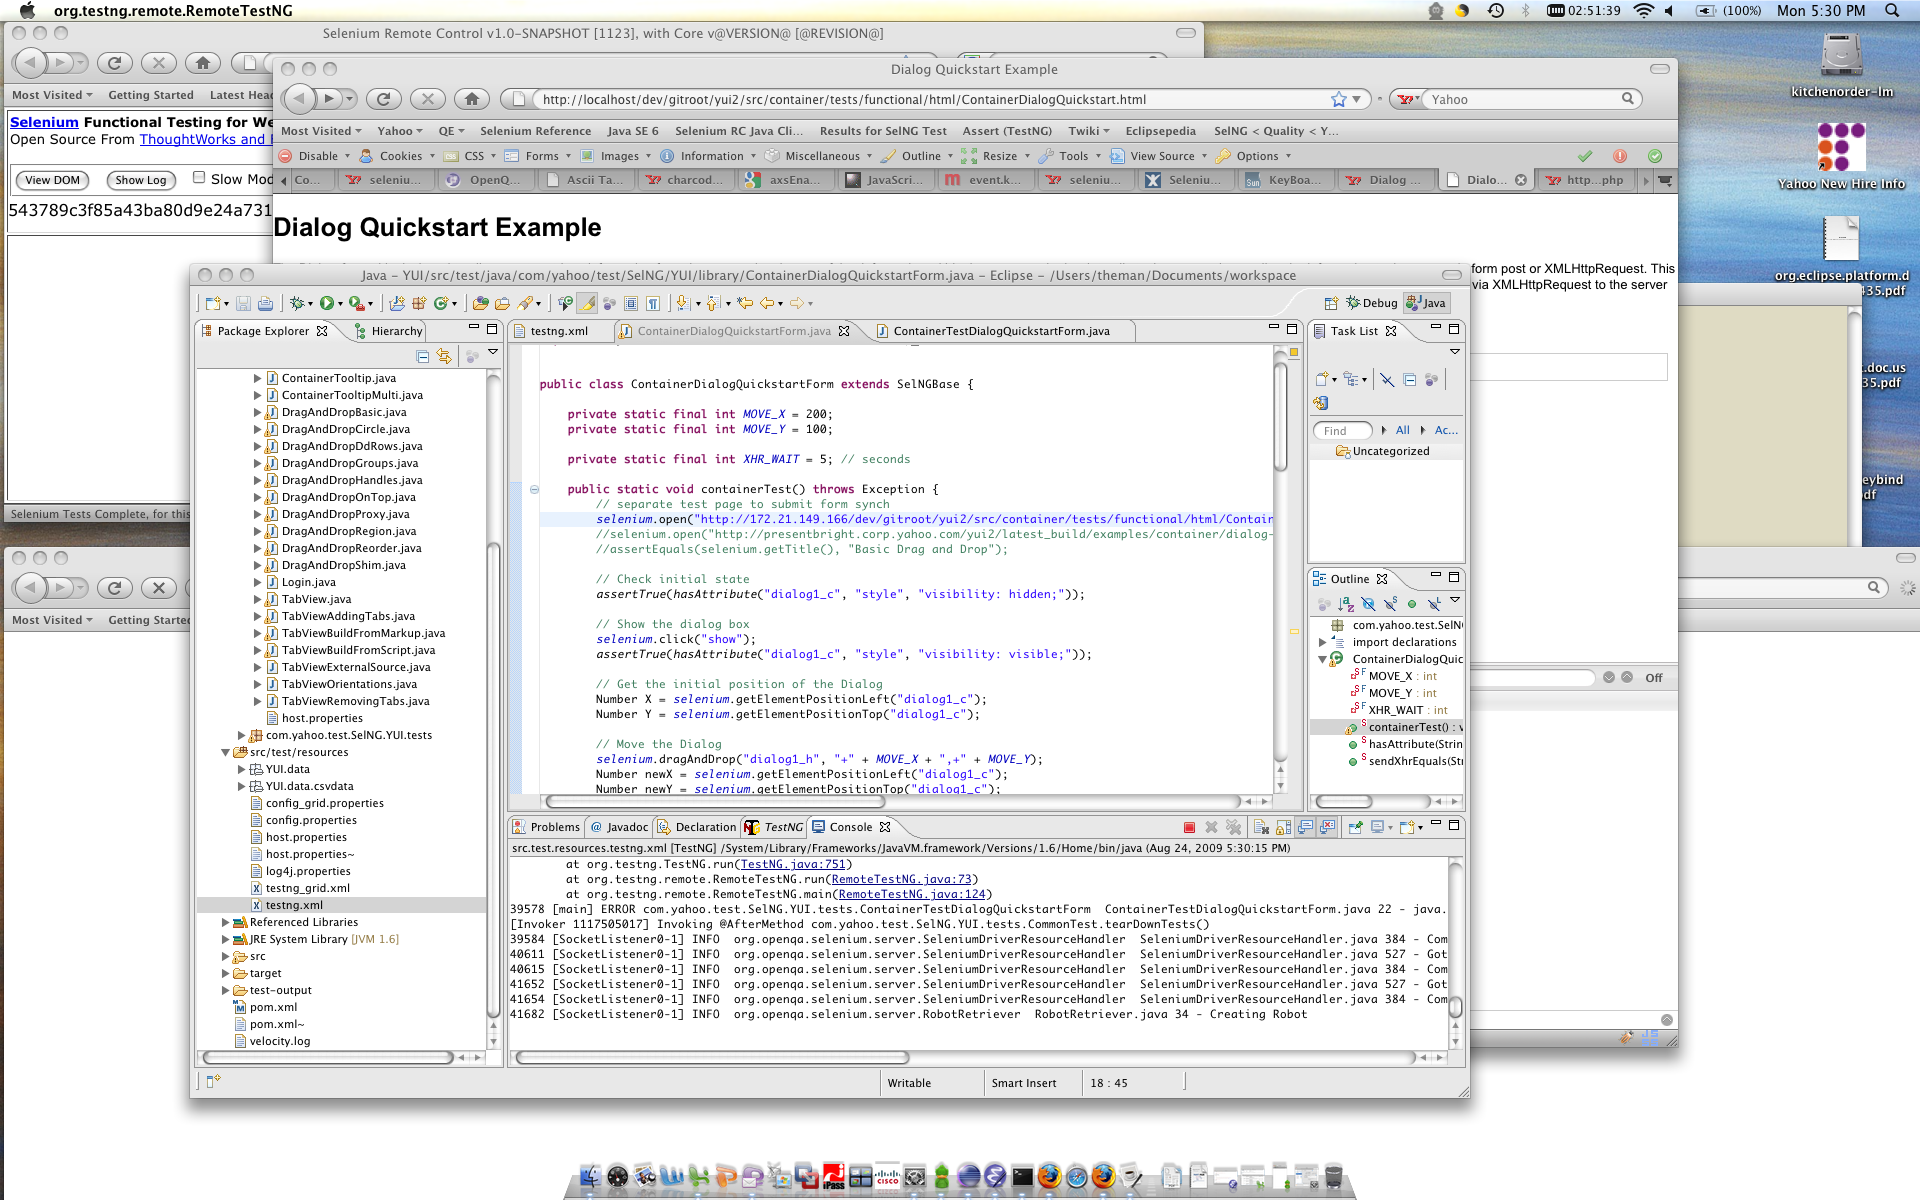 org.testng.remote.RemoteTestNG
02:51:39
(100%)
Mon 5:30 PM
Selenium Remote Control v1.0-SNAPSHOT [1123], with Core v@VERSION@ [@REVISION@]
Most Visited
Getting Started
Latest Hea
Selenium Functional Testing for We
Open Source From ThoughtWorks and
View DOM
Show Log
Slow Mod
543789c3f85a43ba80d9e24a731
Selenium Tests Complete, for this
Most Visited
Getting Starte
Dialog Quickstart Example
http://localhost/dev/gitroot/yui2/src/container/tests/functional/html/ContainerDialogQuickstart.html
Yahoo
Most Visited
Yahoo
QE
Selenium Reference
Java SE 6
Selenium RC Java Cli...
Results for SelNG Test
Assert (TestNG)
Twiki
Eclipsepedia
SelNG < Quality < Y...
Disable
Cookies
CSS
Forms
Images
Information
Miscellaneous
Outline
Resize
Tools
View Source
Options
Co...
seleniu...
OpenQ...
Ascii Ta...
charcod...
axsEna...
JavaScri...
event.k...
seleniu...
Seleniu...
KeyBoa...
Dialog ...
Dialo...
http...php
Dialog Quickstart Example
form post or XMLHttpRequest. This
via XMLHttpRequest to the server
Off
kitchenorder-lm
Yahoo New Hire Info
org.eclipse.platform.d
435.pdf
t.doc.us
35.pdf
eybind
df
Java - YUI/src/test/java/com/yahoo/test/SelNG/YUI/library/ContainerDialogQuickstartForm.java - Eclipse - /Users/theman/Documents/workspace
Debug
Java
Package Explorer
Hierarchy
ContainerTooltip.java
ContainerTooltipMulti.java
DragAndDropBasic.java
DragAndDropCircle.java
DragAndDropDdRows.java
DragAndDropGroups.java
DragAndDropHandles.java
DragAndDropOnTop.java
DragAndDropProxy.java
DragAndDropRegion.java
DragAndDropReorder.java
DragAndDropShim.java
Login.java
TabView.java
TabViewAddingTabs.java
TabViewBuildFromMarkup.java
TabViewBuildFromScript.java
TabViewExternalSource.java
TabViewOrientations.java
TabViewRemovingTabs.java
host.properties
com.yahoo.test.SelNG.YUI.tests
src/test/resources
YUI.data
YUI.data.csvdata
config_grid.properties
config.properties
host.properties
host.properties~
log4j.properties
testng_grid.xml
testng.xml
Referenced Libraries
JRE System Library [JVM 1.6]
src
target
test-output
pom.xml
pom.xml~
velocity.log
testng.xml
ContainerDialogQuickstartForm.java
ContainerTestDialogQuickstartForm.java
public class ContainerDialogQuickstartForm extends SelNGBase {
private static final int MOVE_X = 200;
private static final int MOVE_Y = 100;
private static final int XHR_WAIT = 5; // seconds
public static void containerTest() throws Exception {
// separate test page to submit form synch
selenium.open("http://172.21.149.166/dev/gitroot/yui2/src/container/tests/functional/html/Contain
//selenium.open("http://presentbright.corp.yahoo.com/yui2/latest_build/examples/container/dialog-
//assertEquals(selenium.getTitle(), "Basic Drag and Drop");
// Check initial state
assertTrue(hasAttribute("dialog1_c", "style", "visibility: hidden;"));
// Show the dialog box
selenium.click("show");
assertTrue(hasAttribute("dialog1_c", "style", "visibility: visible;"));
// Get the initial position of the Dialog
Number X = selenium.getElementPositionLeft("dialog1_c");
Number Y = selenium.getElementPositionTop("dialog1_c");
// Move the Dialog
selenium.dragAndDrop("dialog1_h", "+" + MOVE_X + ",+" + MOVE_Y);
Number newX = selenium.getElementPositionLeft("dialog1_c");
Number newY = selenium.getElementPositionTop("dialog1_c");
Task List
Find
All
Ac...
Uncategorized
Outline
com.yahoo.test.SelNG
import declarations
ContainerDialogQuic
MOVE_X : int
MOVE_Y : int
XHR_WAIT : int
containerTest() : v
hasAttribute(Strin
sendXhrEquals(Str
Problems
Javadoc
Declaration
TestNG
Console
src.test.resources.testng.xml [TestNG] /System/Library/Frameworks/JavaVM.framework/Versions/1.6/Home/bin/java (Aug 24, 2009 5:30:15 PM)
at org.testng.TestNG.run(TestNG.java:751)
at org.testng.remote.RemoteTestNG.run(RemoteTestNG.java:73)
at org.testng.remote.RemoteTestNG.main(RemoteTestNG.java:124)
39578 [main] ERROR com.yahoo.test.SelNG.YUI.tests.ContainerTestDialogQuickstartForm ContainerTestDialogQuickstartForm.java 22 - java.
[Invoker 1117505017] Invoking @AfterMethod com.yahoo.test.SelNG.YUI.tests.CommonTest.tearDownTests()
39584 [SocketListener0-1] INFO org.openqa.selenium.server.SeleniumDriverResourceHandler SeleniumDriverResourceHandler.java 384 - Com
40611 [SocketListener0-1] INFO org.openqa.selenium.server.SeleniumDriverResourceHandler SeleniumDriverResourceHandler.java 527 - Got
40615 [SocketListener0-1] INFO org.openqa.selenium.server.SeleniumDriverResourceHandler SeleniumDriverResourceHandler.java 384 - Com
41652 [SocketListener0-1] INFO org.openqa.selenium.server.SeleniumDriverResourceHandler SeleniumDriverResourceHandler.java 527 - Got
41654 [SocketListener0-1] INFO org.openqa.selenium.server.SeleniumDriverResourceHandler SeleniumDriverResourceHandler.java 384 - Com
41682 [SocketListener0-1] INFO org.openqa.selenium.server.RobotRetriever RobotRetriever.java 34 - Creating Robot
Writable
Smart Insert
18 : 45
iPass
CISCO